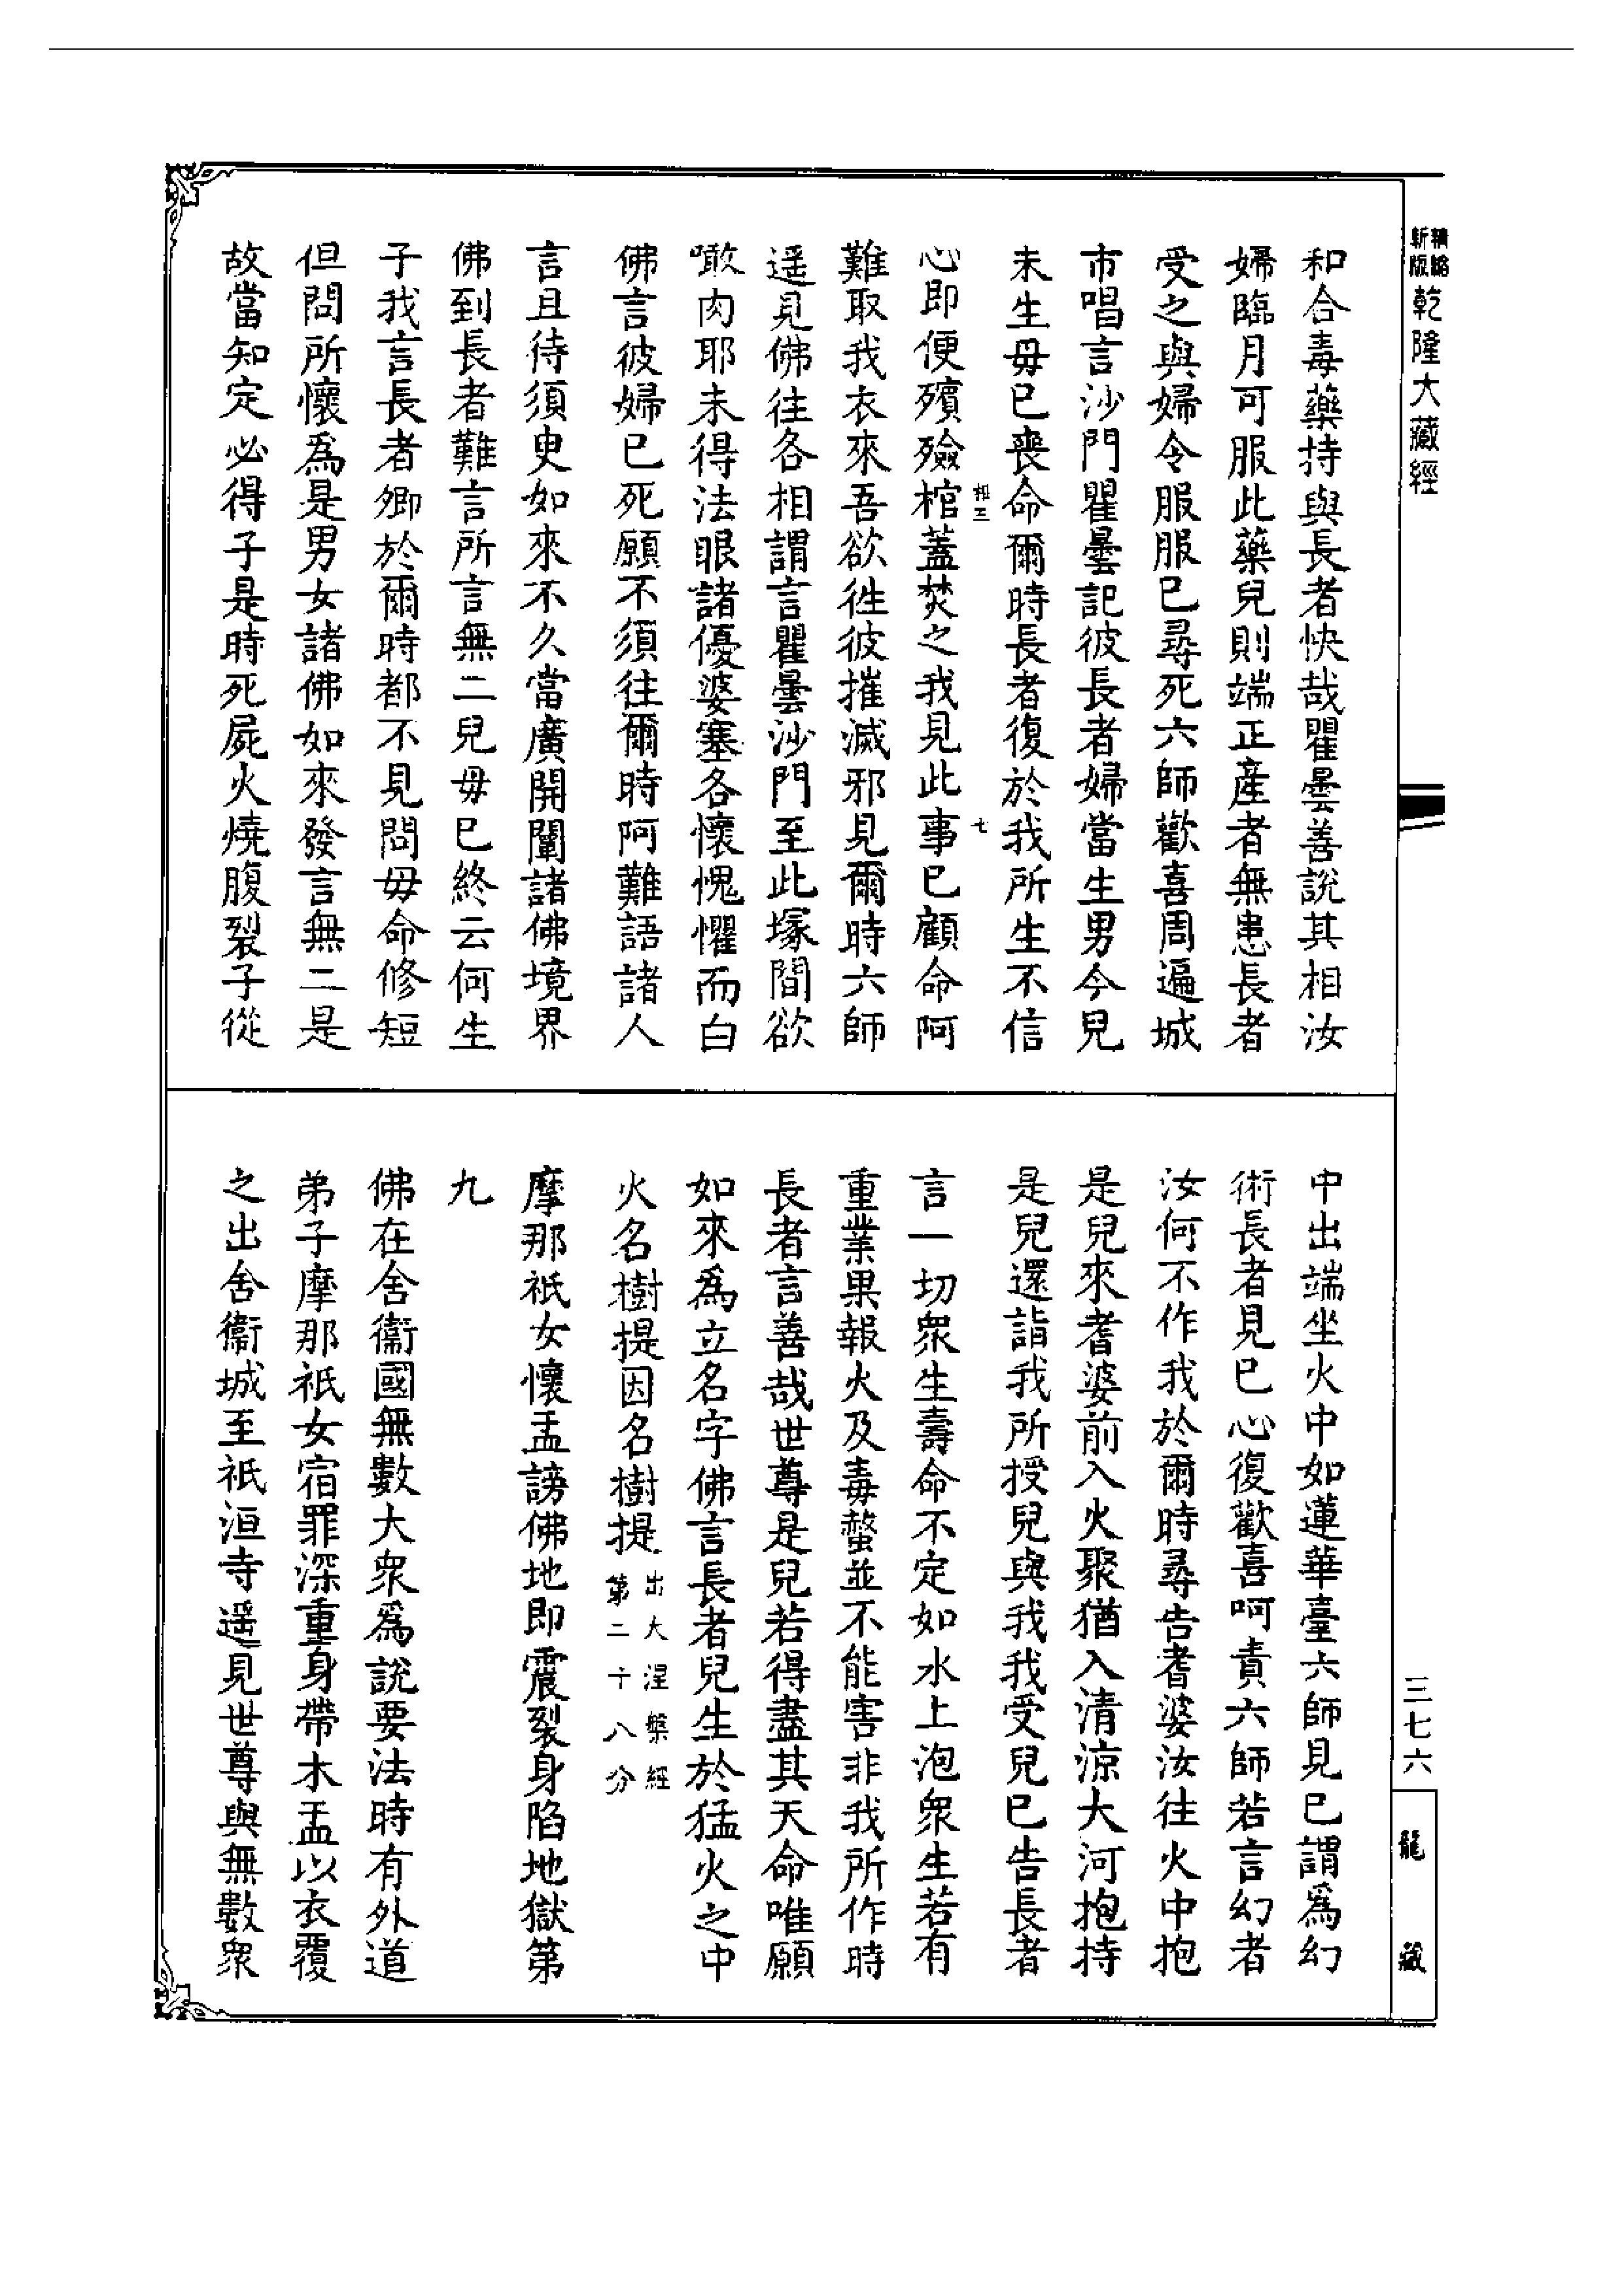 乾隆大藏經
和合毒藥持與長者快哉瞿曇善說其相汝
婦臨月可服此藥兒則端正產者無患長者
受之與婦令服服已尋死六師歡喜周遍城
市唱言沙門瞿曇記彼長者婦當生男今兒
未生毋已喪命爾時長者復於我所生不信
心即便殯殮棺蓋焚之我見此事已顧命阿
難取我衣來吾欲往彼摧滅邪見爾時六師
遥見佛往各相謂言瞿曇沙門至此塚間欲
噉肉耶未得法眼諸優婆塞各懷愧懼而白
佛言彼婦已死願不須往爾時阿難語諸人
言且待須臾如來不久當廣開闡諸佛境界
佛到長者難言所言無二兒毋已終云何生
子我言長者卿於爾時都不見問毋命修短
但問所懷為是男女諸佛如來發言無二是
故當知定必得子是時死屍火燒腹裂子從
中出端坐火中如蓮華臺六師見已謂為幻
術長者見已心復歡喜呵責六師若言幻者
汝何不作我於爾時尋告耆婆汝往火中抱
是兒來耆婆前入火聚猶入清涼大河抱持
是兒還詣我所授兒與我我受兒已告長者
言一切眾生壽命不定如水上泡眾生若有
重業果報火及毒螫並不能害非我所作時
長者言善哉世尊是兒若得盡其天命唯願
如來為立名字佛言長者兒生於猛火之中
火名樹提因名樹提出大涅槃經第二十八分
摩那祇女懷盂謗佛地即震裂身陷地獄第
九
佛在舍衞國無數大眾為說要法時有外道
弟子摩那祇女宿罪深重身帶木盂以衣覆
之出舍衞城至祇洹寺遥見世尊與無數眾
三七六
龍藏